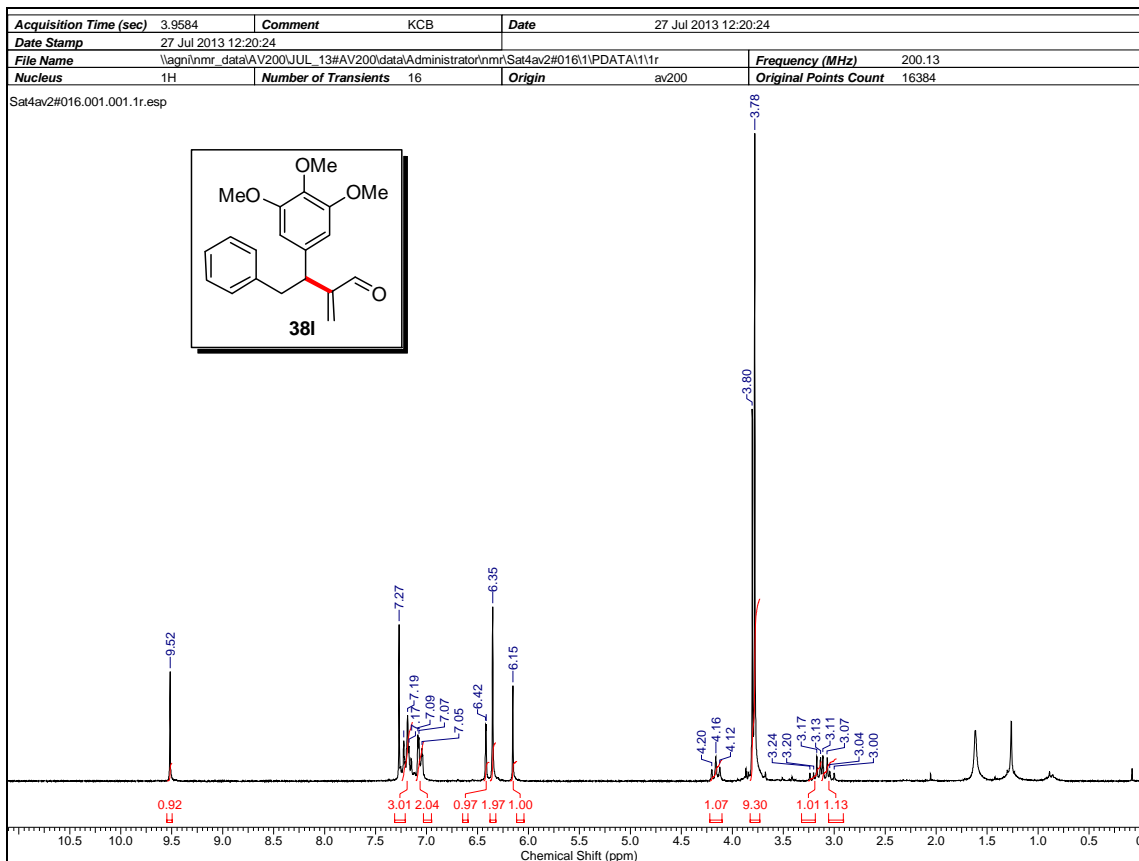 Acquisition Time (sec) 3.9584 Comment KCB Date 27 Jul 2013 12:20:24
Date Stamp 27 Jul 2013 12:20:24
File Name \\agni\nmr_data\AV200\JUL_13#AV200\data\Administrator\nmr\Sat4av2#016\1\PDATA\1\1r Frequency (MHz) 200.13
Nucleus 1H Number of Transients 16 Origin av200 Original Points Count 16384
Sat4av2#016.001.001.1r.esp
OMe
MeO OMe
O
38l
9.52
7.27
7.19
7.17
7.09
7.07
7.05
6.42
6.35
6.15
4.20
4.16
4.12
3.80
3.78
3.24
3.20
3.17
3.13
3.11
3.07
3.04
3.00
0.92 3.01 2.04 0.97 1.97 1.00 1.07 9.30 1.01 1.13
10.5 10.0 9.5 9.0 8.5 8.0 7.5 7.0 6.5 6.0 5.5 5.0 4.5 4.0 3.5 3.0 2.5 2.0 1.5 1.0 0.5 0
Chemical Shift (ppm)